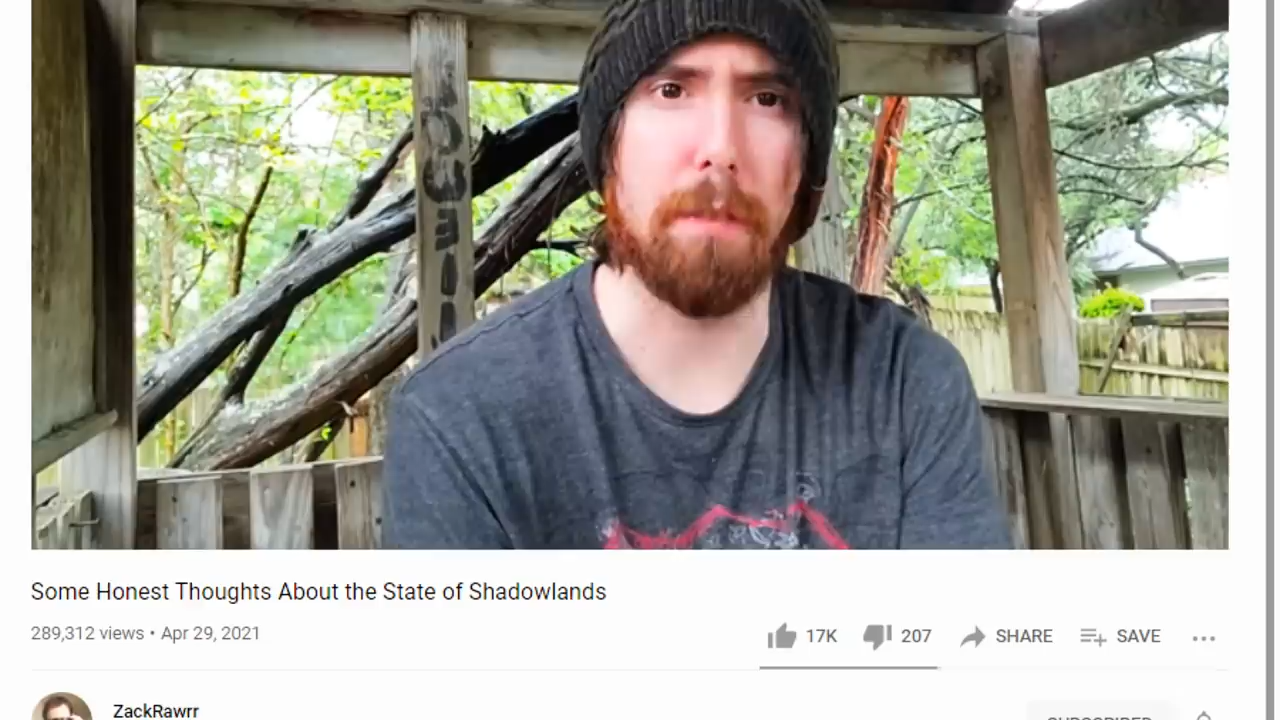 Some Honest Thoughts About the State of Shadowlands
289,312 views • Apr 29, 2021
17K
207
SHARE
SAVE
ZackRawrr
SUBSCRIBED